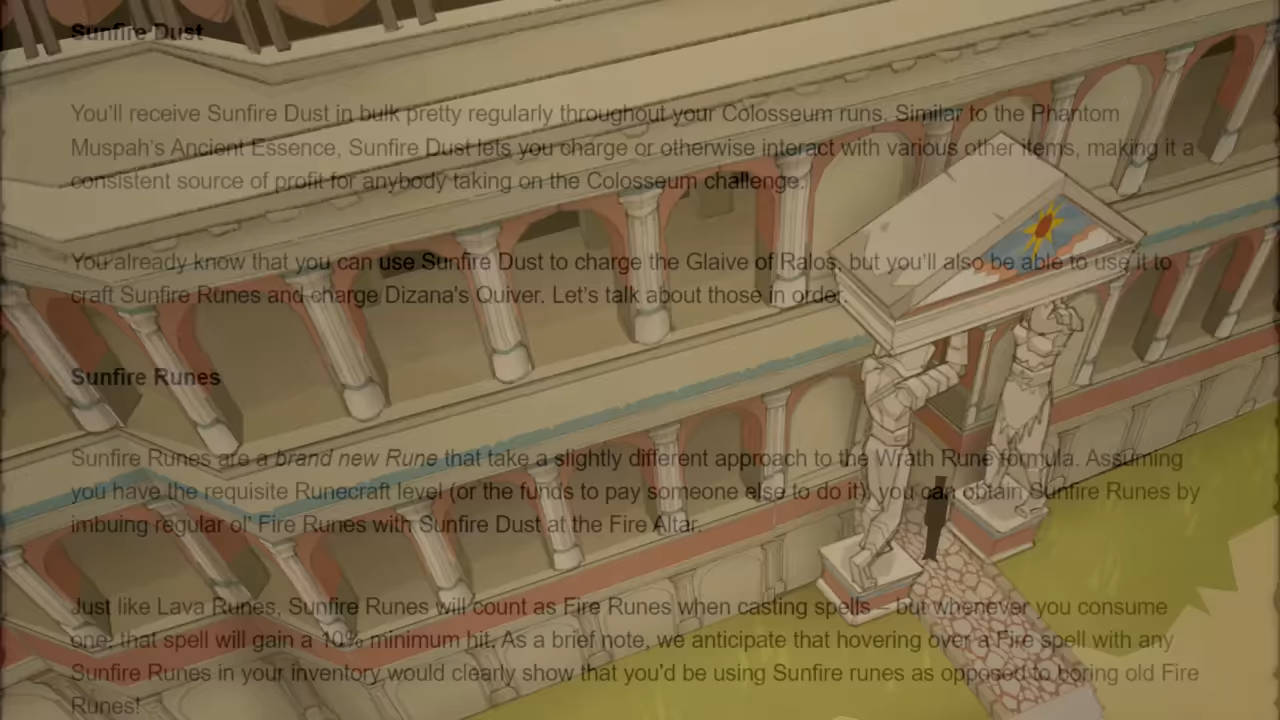 Sunfire Dust
You'll receive Sunfire Dust in bulk pretty regularly throughout your Colosseum runs. Similar to the Phantom
Muspah's Ancient Essence, Sunfire Dust lets you charge or otherwise interact with various other items, making it a
consistent source of profit for anybody taking on the Colosseum challenge.
You already know that you can use Sunfire Dust to charge the Glaive of Ralos, but you'll also be able to use it to
craft Sunfire Runes and charge Dizana's Quiver. Let's talk about those in order.
Sunfire Runes
Sunfire Runes are a brand new Rune that take a slightly different approach to the Wrath Rune formula. Assuming
you have the requisite Runecraft level (or the funds to pay someone else to do it), you can obtain Sunfire Runes by
imbuing regular ol' Fire Runes with Sunfire Dust at the Fire Altar.
Just like Lava Runes, Sunfire Runes will count as Fire Runes when casting spells – but whenever you consume
one, that spell will gain a 10% minimum hit. As a brief note, we anticipate that hovering over a Fire spell with any
Sunfire Runes in your inventory would clearly show that you'd be using Sunfire runes as opposed to boring old Fire
Runes!